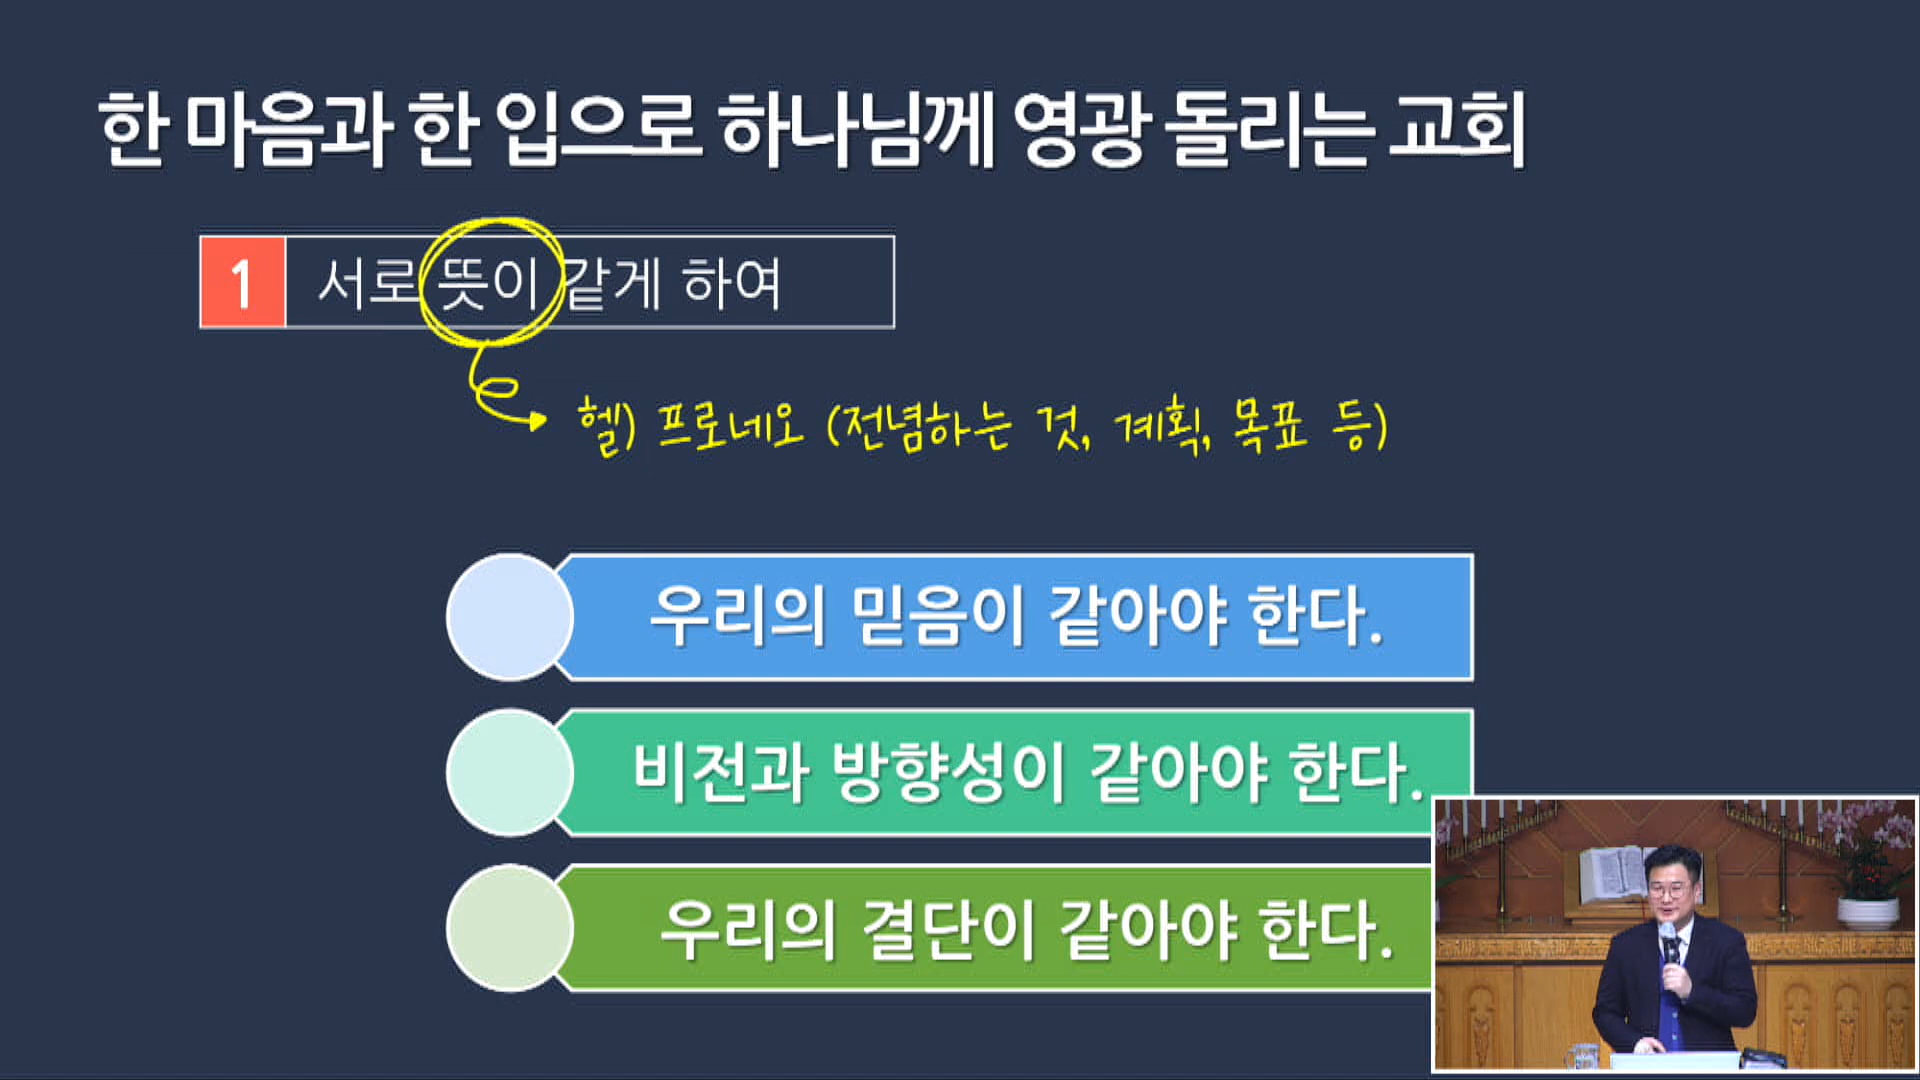 한 마음과 한 입으로 하나님께 영광 돌리는 교회
1 서로 뜻이 같게 하여
헬) 프로네오 (전념하는 것, 계획, 목표 등)
우리의 믿음이 같아야 한다.
비전과 방향성이 같아야 한다.
우리의 결단이 같아야 한다.